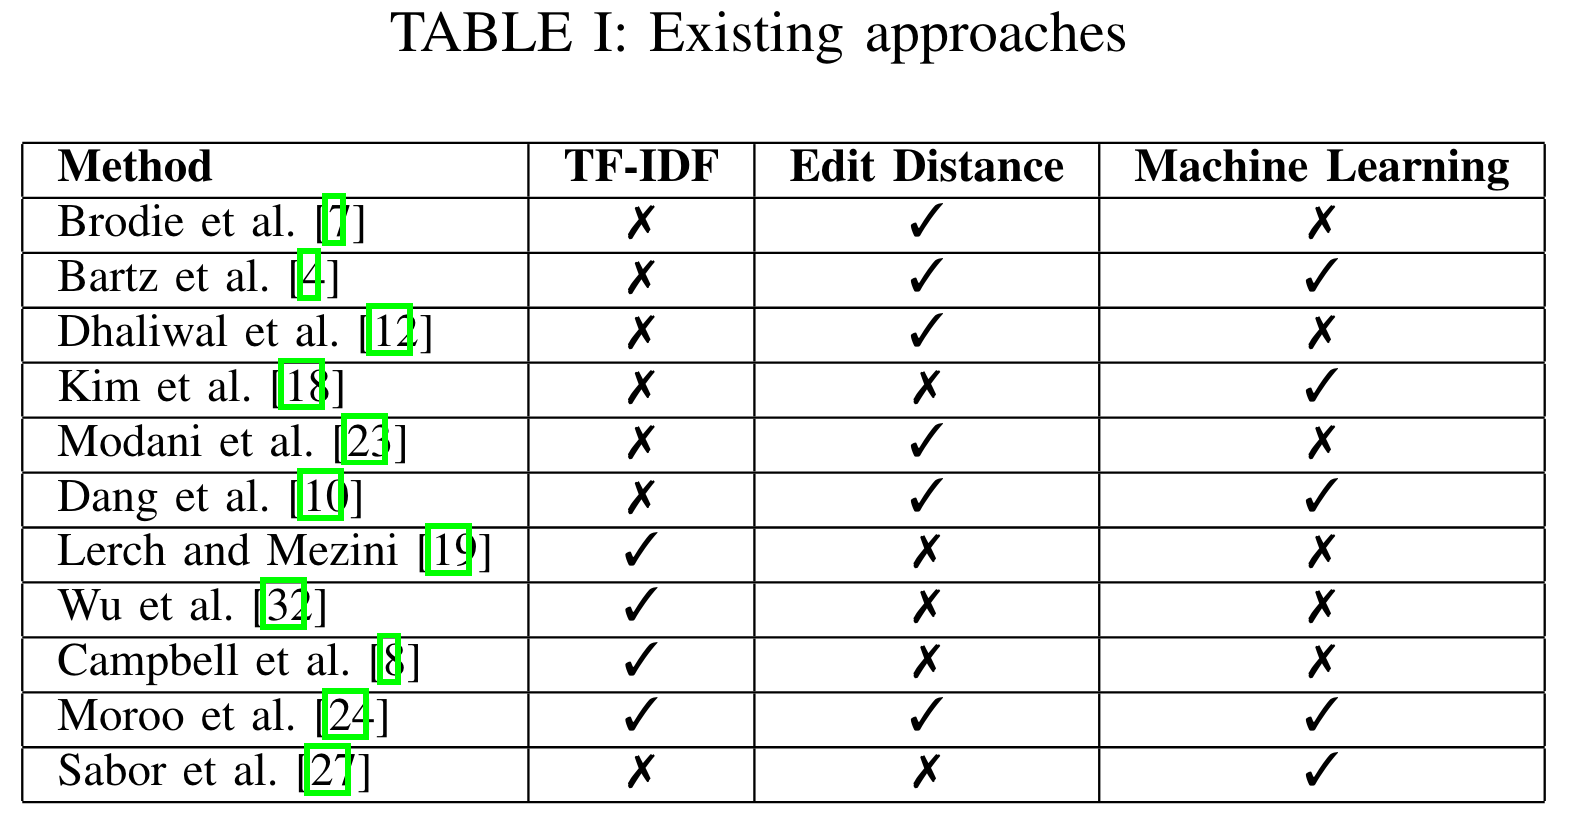 TABLE I: Existing approaches
Method TF-IDF Edit Distance Machine Learning
Brodie et al. [7] ✗ ✓ ✗
Bartz et al. [4] ✗ ✓ ✓
Dhaliwal et al. [12] ✗ ✓ ✗
Kim et al. [18] ✗ ✗ ✓
Modani et al. [23] ✗ ✓ ✗
Dang et al. [10] ✗ ✓ ✓
Lerch and Mezini [19] ✓ ✗ ✗
Wu et al. [32] ✓ ✗ ✗
Campbell et al. [8] ✓ ✗ ✗
Moroo et al. [24] ✓ ✓ ✓
Sabor et al. [27] ✗ ✗ ✓